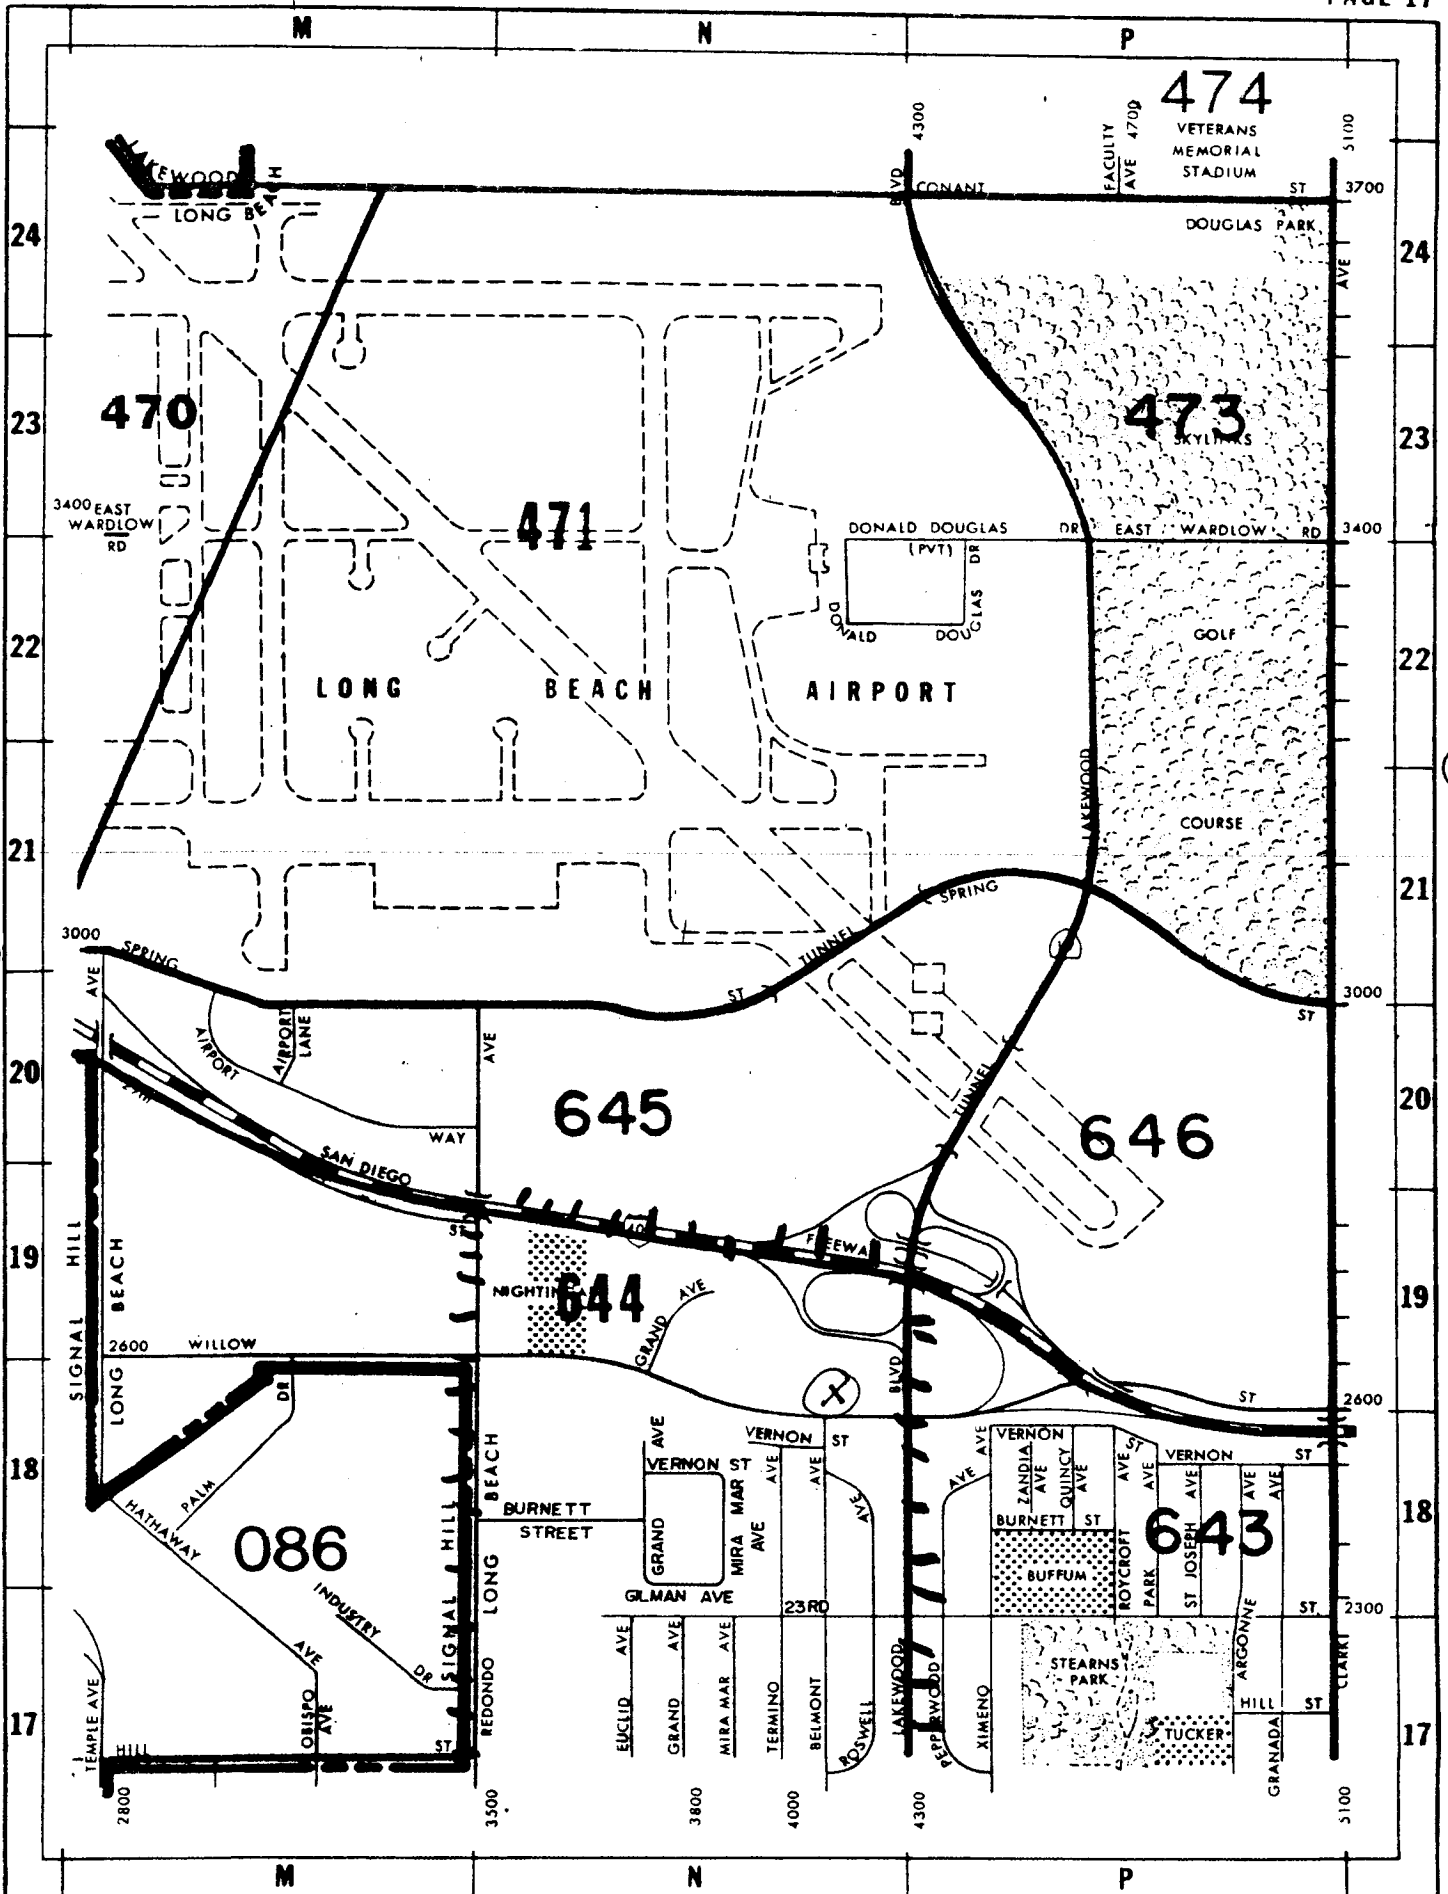 PAGE 17
M
N
P
474
VETERANS
MEMORIAL
STADIUM
4300
FACULTY
AVE 4700
5100
LAKEWOOD
LONG BEACH
BLVD
CONANT
ST
3700
DOUGLAS PARK
AVE
24
24
23
470
471
473
SKYLINKS
23
3400 EAST
WARDLOW
RD
DONALD DOUGLAS
DR
(PVT)
EAST WARDLOW
RD
3400
DONALD
DOUGLAS
DR
22
GOLF
22
LONG
BEACH
AIRPORT
LAKEWOOD
COURSE
21
21
3000
SPRING
SPRING
TUNNEL
ST
ST
3000
AVE
AIRPORT
AIRPORT
LANE
AVE
20
29TH
645
TUNNEL
646
20
WAY
SAN DIEGO
ST
FREEWAY
19
SIGNAL HILL
LONG BEACH
644
GRAND
AVE
19
2600
WILLOW
BLVD
ST
2600
DR
18
PALM
HATHAWAY
086
SIGNAL HILL
LONG BEACH
BURNETT
STREET
AVE
VERNON ST
GRAND
MIRA MAR
AVE
GILMAN AVE
VERNON
ST
AVE
AVE
AVE
AVE
AVE
VERNON
ST
ZANDIA
AVE
QUINCY
AVE
BURNETT
ST
BUFFUM
AVE
ROYCROFT
AVE
PARK
VERNON
ST
AVE
ST JOSEPH
AVE
AVE
643
18
INDUSTRY
DR
AVE
23RD
ST.
2300
17
TEMPLE AVE
HILL
OBISPO
AVE
ST
REDONDO
EUCLID
AVE
GRAND
AVE
MIRA MAR
AVE
TERMINO
BELMONT
ROSWELL
LAKEWOOD
PEPPERWOOD
XIMENO
STEARNS
PARK
TUCKER
ARGONNE
HILL
ST
GRANADA
CLARK
17
2800
3500
3800
4000
4300
5100
M
N
P